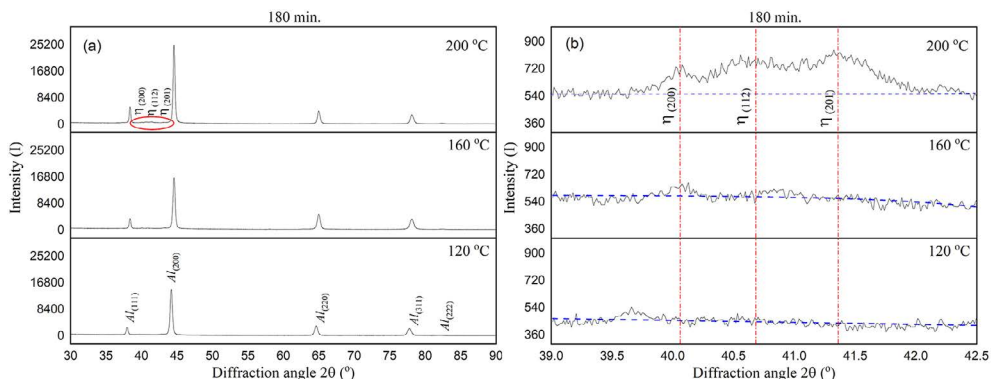 180 min.
(a)
200 °C
25200
16800
8400
0
η (200)
η (112)
η (201)
160 °C
25200
16800
8400
0
Intensity (I)
120 °C
25200
16800
8400
0
Al(111)
Al(200)
Al(220)
Al(311)
Al(222)
30 35 40 45 50 55 60 65 70 75 80 85 90
Diffraction angle 2θ (°)
180 min.
(b)
200 °C
900
720
540
360
η (200)
η (112)
η (201)
160 °C
900
720
540
360
Intensity (I)
120 °C
900
720
540
360
39.0 39.5 40.0 40.5 41.0 41.5 42.0 42.5
Diffraction angle 2θ (°)